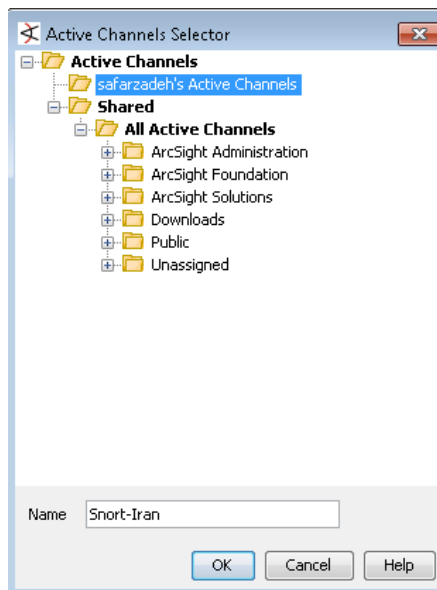 Active Channels Selector
Active Channels
safarzadeh's Active Channels
Shared
All Active Channels
ArcSight Administration
ArcSight Foundation
ArcSight Solutions
Downloads
Public
Unassigned
Name Snort-Iran
OK Cancel Help